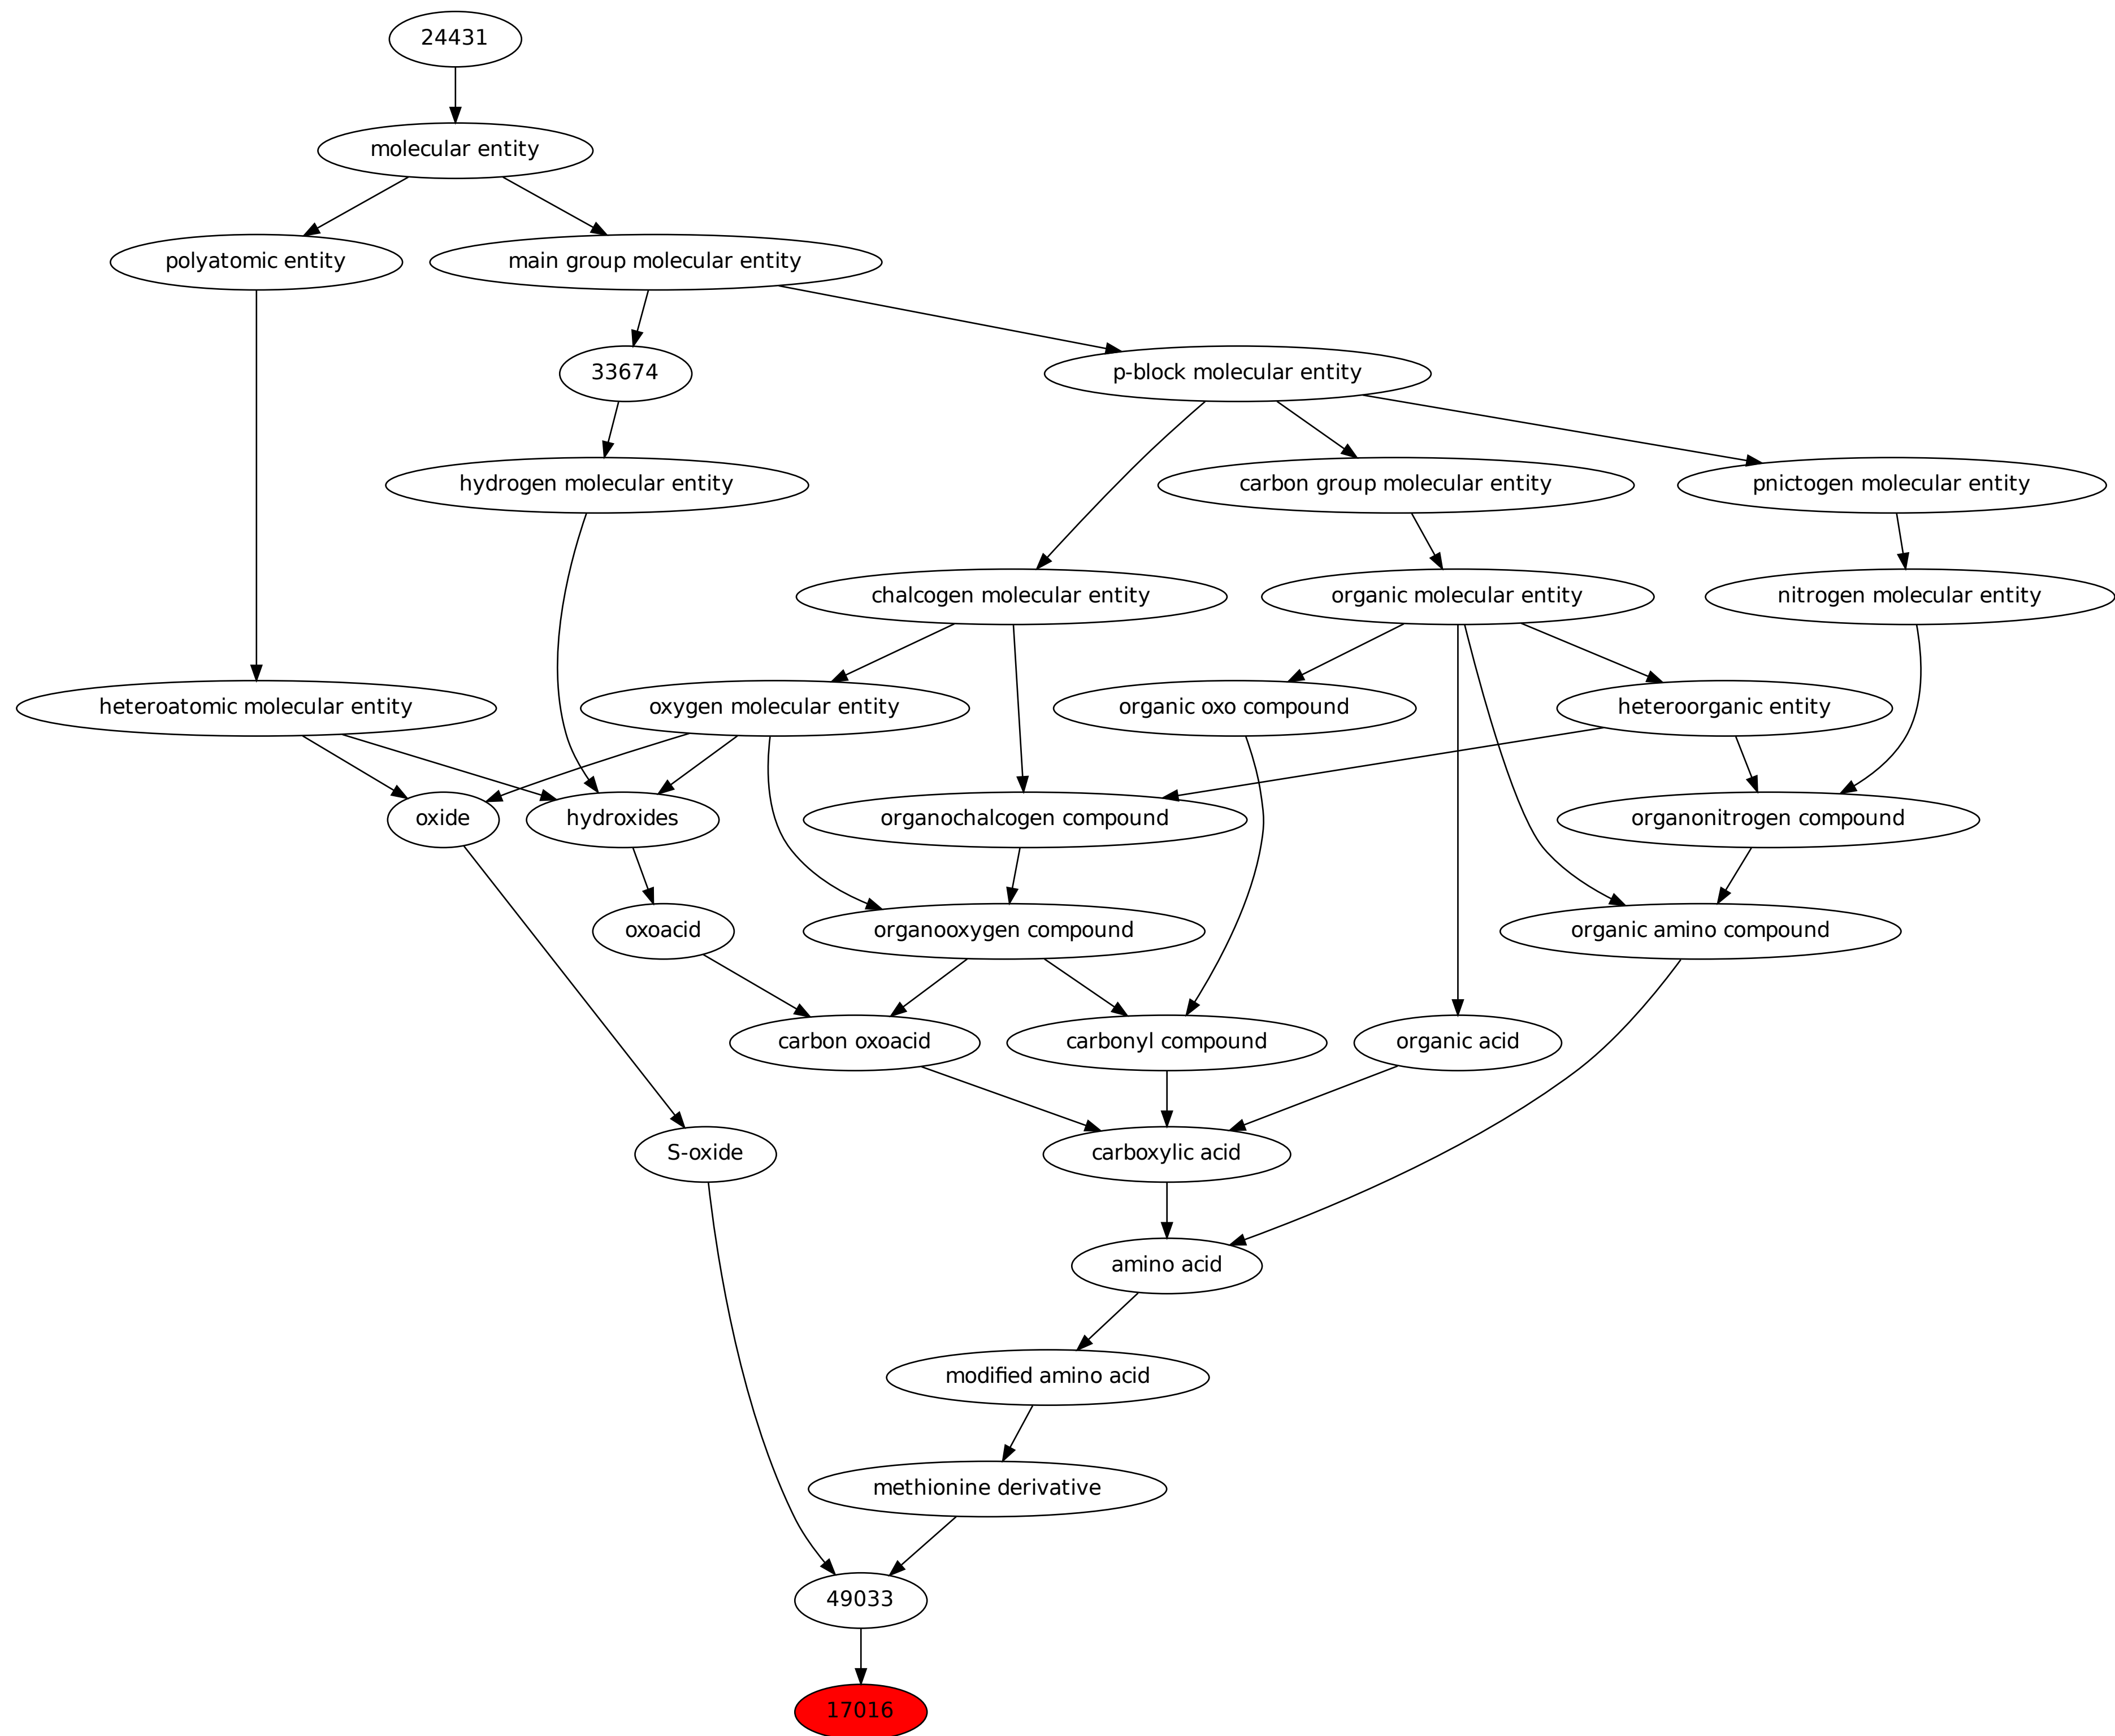 24431
molecular entity
polyatomic entity
main group molecular entity
33674
p-block molecular entity
hydrogen molecular entity
carbon group molecular entity
pnictogen molecular entity
chalcogen molecular entity
organic molecular entity
nitrogen molecular entity
heteroatomic molecular entity
oxygen molecular entity
organic oxo compound
heteroorganic entity
oxide
hydroxides
organochalcogen compound
organonitrogen compound
oxoacid
organooxygen compound
organic amino compound
carbon oxoacid
carbonyl compound
organic acid
S-oxide
carboxylic acid
amino acid
modified amino acid
methionine derivative
49033
17016